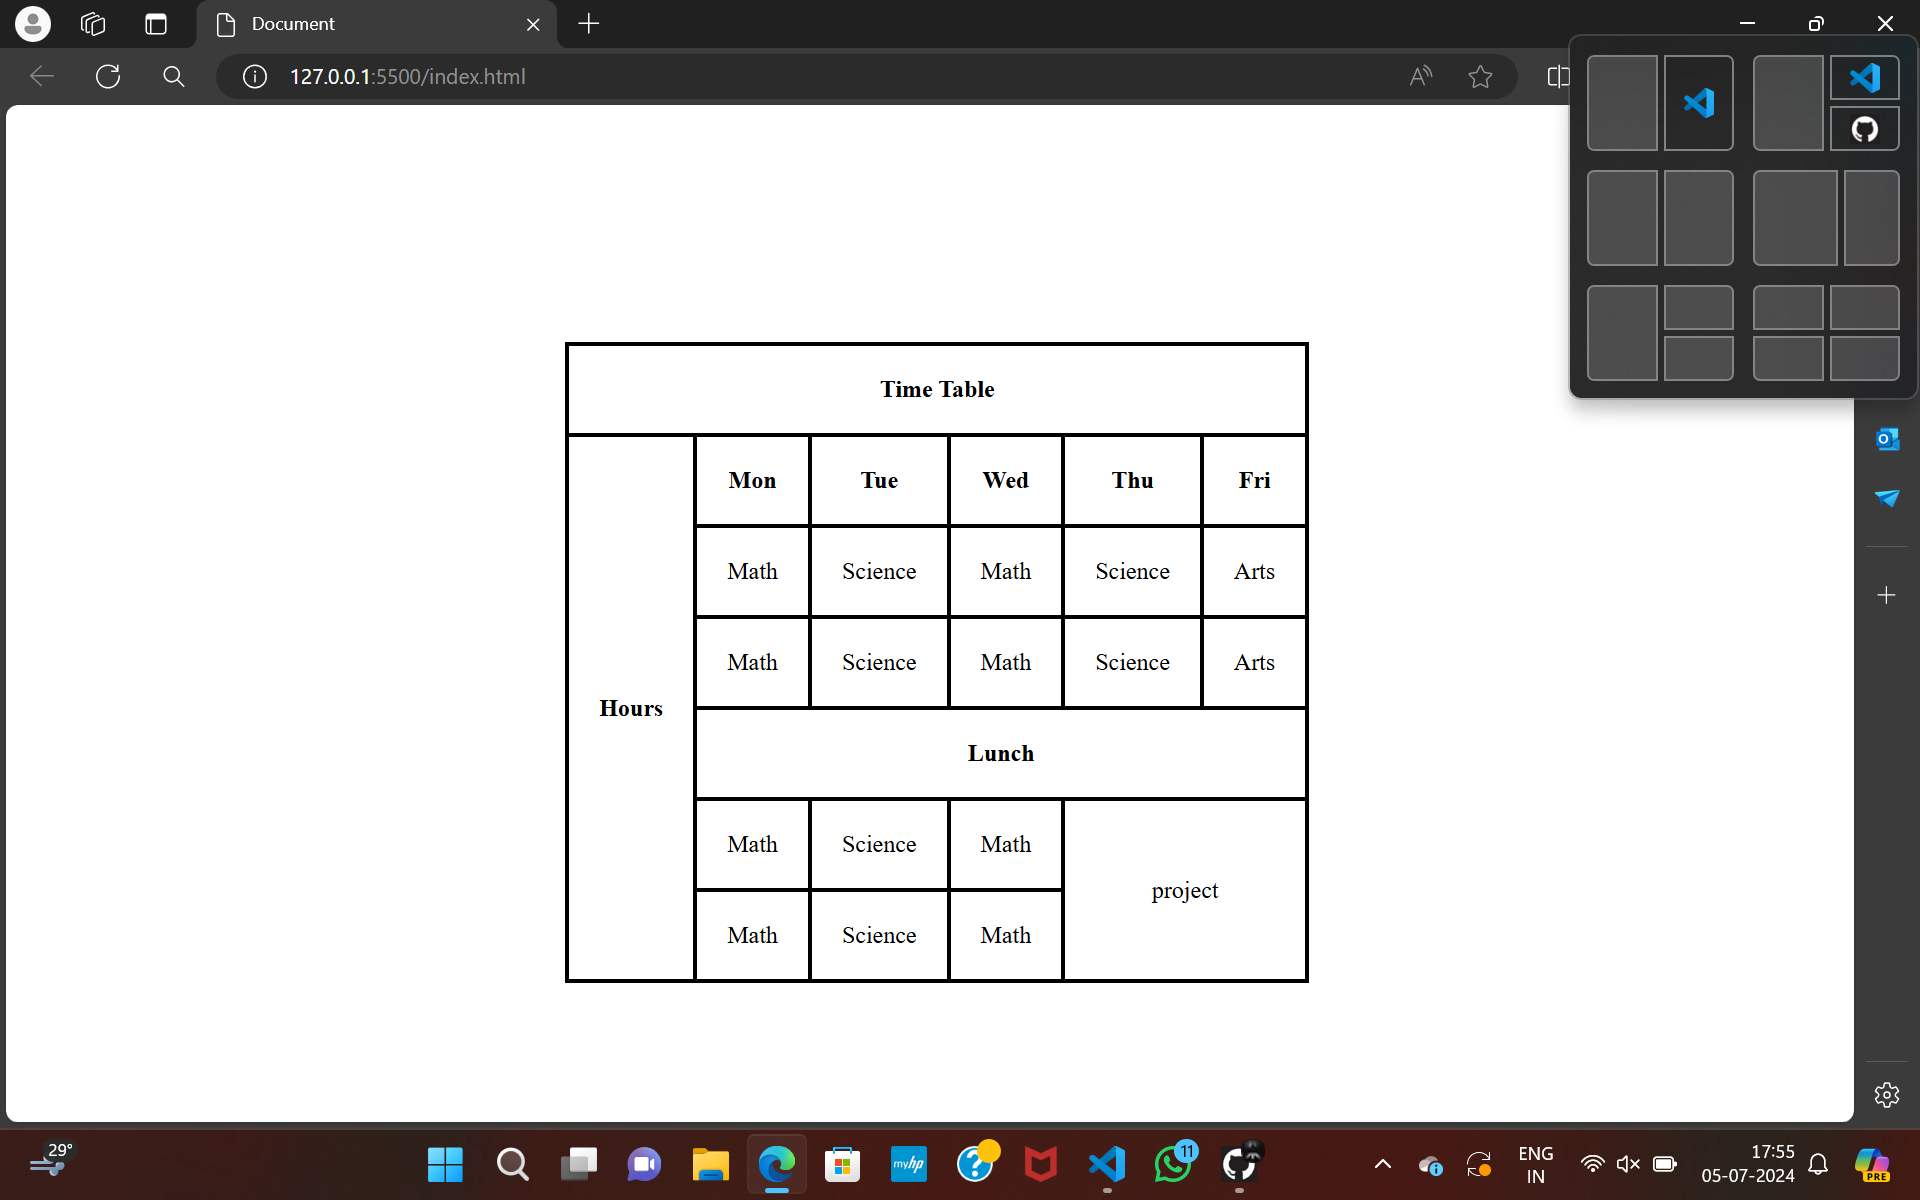 Document
127.0.0.1:5500/index.html
Time Table
Hours Mon Tue Wed Thu Fri
Math Science Math Science Arts
Math Science Math Science Arts
Lunch
Math Science Math project
Math Science Math
29°
myhp
11
ENG
IN
17:55
05-07-2024
PRE